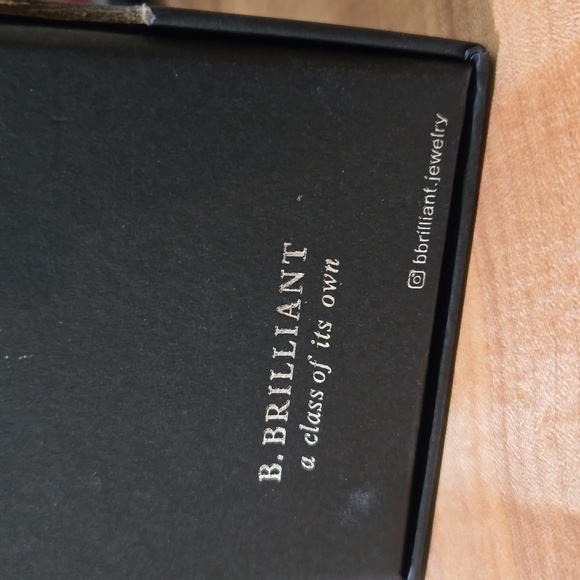 B.BRILLIANT
a class of its own
bbrilliant.jewelry